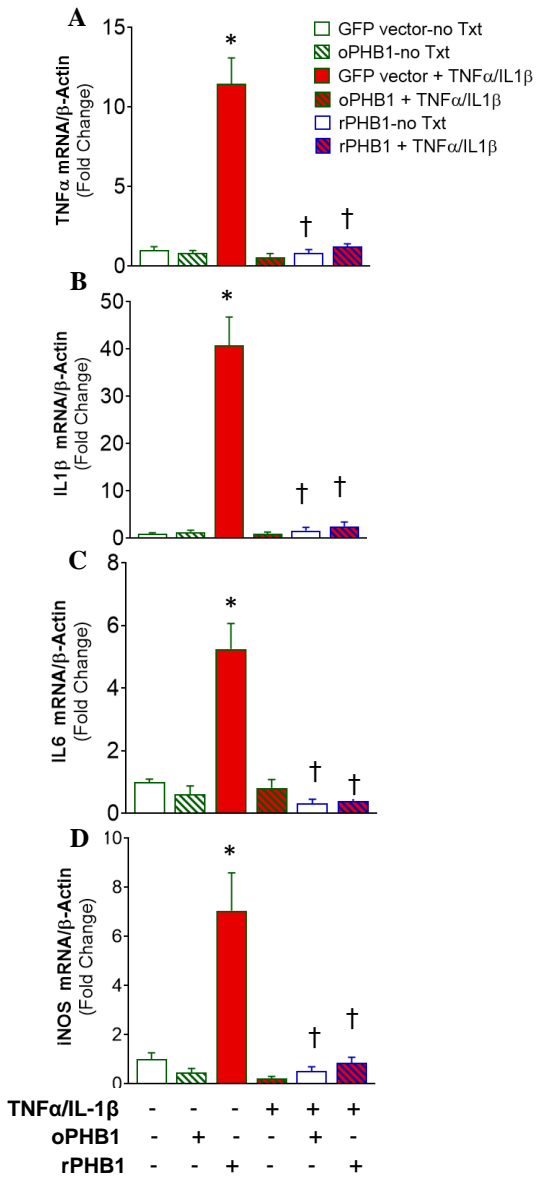 A
15
10
5
0
TNFα mRNA/β-Actin
(Fold Change)
*
†
†
GFP vector-no Txt
oPHB1-no Txt
GFP vector + TNFα/IL1β
oPHB1 + TNFα/IL1β
rPHB1-no Txt
rPHB1 + TNFα/IL1β
B
50
40
30
20
10
0
IL1β mRNA/β-Actin
(Fold Change)
*
†
†
C
8
6
4
2
0
IL6 mRNA/β-Actin
(Fold Change)
*
†
†
D
10
8
6
4
2
0
iNOS mRNA/β-Actin
(Fold Change)
*
†
†
TNFα/IL-1β - - - + + +
oPHB1 - + - - + -
rPHB1 - - + - - +